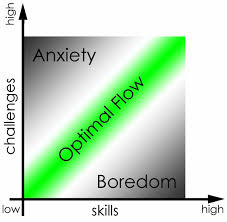 high
Anxiety
challenges
Optimal Flow
Boredom
low
skills
high